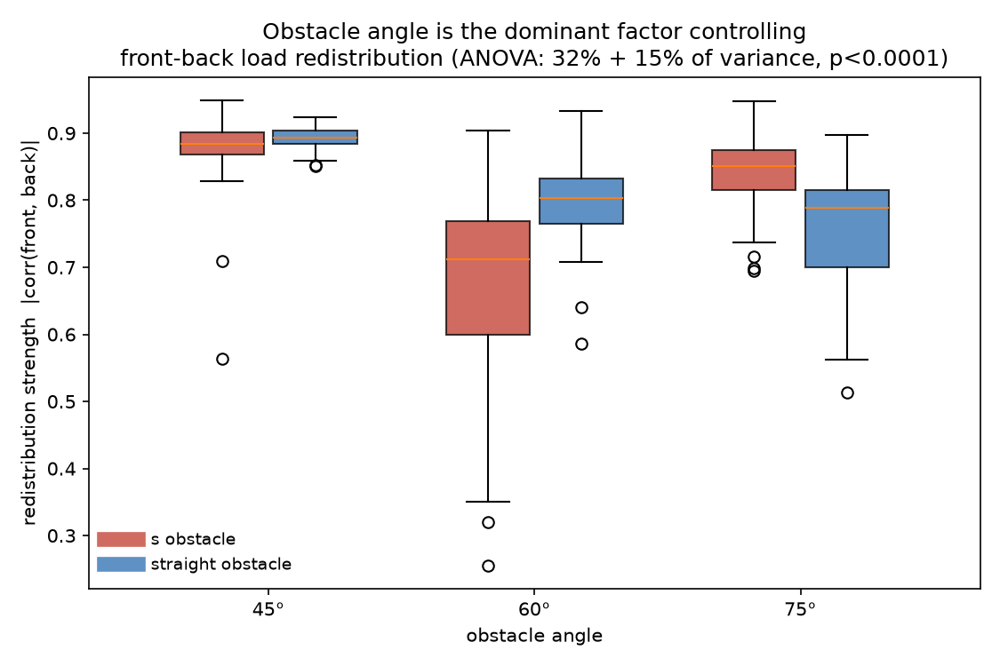 Obstacle angle is the dominant factor controlling
front-back load redistribution (ANOVA: 32% + 15% of variance, p<0.0001)
redistribution strength |corr(front, back)|
0.9
0.8
0.7
0.6
0.5
0.4
0.3
s obstacle
straight obstacle
45°
60°
75°
obstacle angle